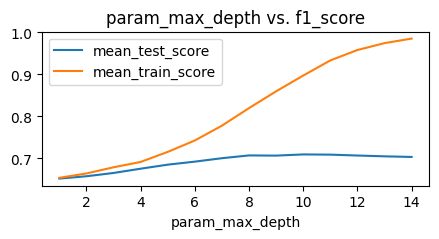 param_max_depth vs. f1_score
mean_test_score
mean_train_score
1.0
0.9
0.8
0.7
2 4 6 8 10 12 14
param_max_depth